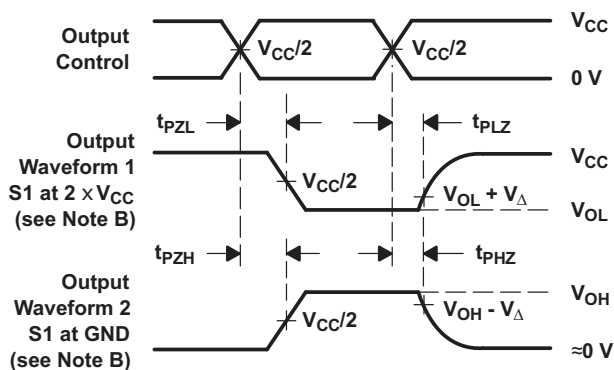 Output
Control
V_CC/2
V_CC/2
V_CC
0 V
t_PZL
t_PLZ
Output
Waveform 1
S1 at 2 x V_CC
(see Note B)
V_CC/2
V_OL + V_Δ
V_CC
V_OL
t_PZH
t_PHZ
Output
Waveform 2
S1 at GND
(see Note B)
V_CC/2
V_OH - V_Δ
V_OH
≈0 V